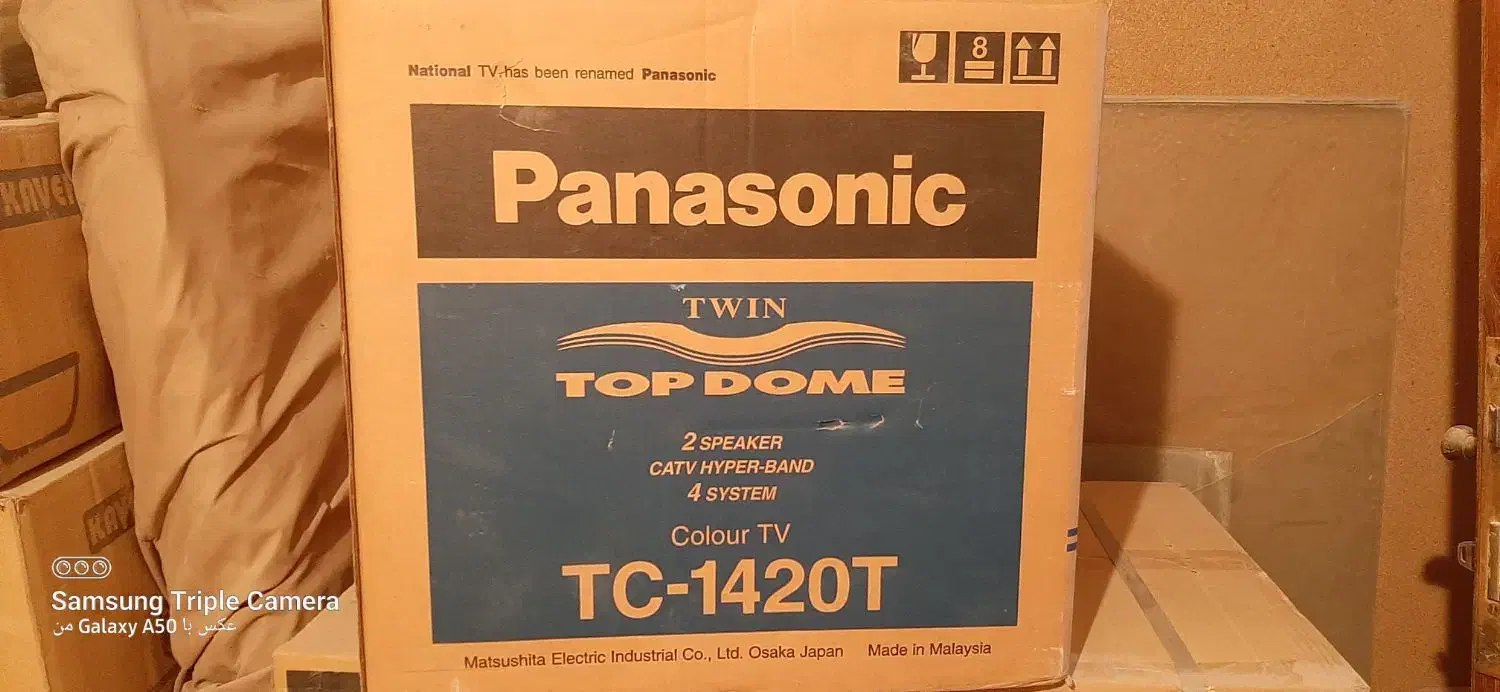 National TV has been renamed Panasonic
8
Panasonic
TWIN
TOP DOME
2 SPEAKER
CATV HYPER-BAND
4 SYSTEM
Colour TV
TC-1420T
Matsushita Electric Industrial Co., Ltd. Osaka Japan Made in Malaysia
KAVE
KAV
Samsung Triple Camera
عکس با Galaxy A50 من